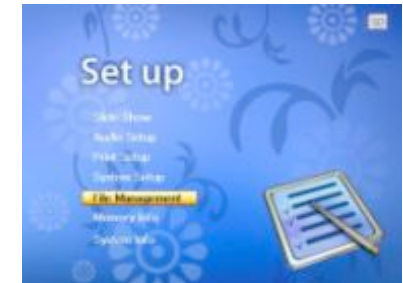 Set up
Slide Show
Audio Setup
Print Setup
System Setup
File Management
Memory Info
System Info